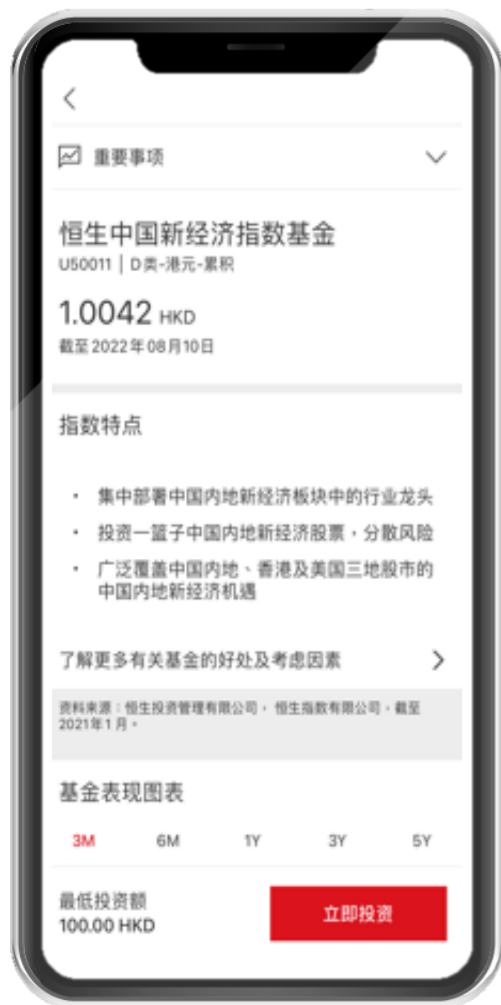 重要事项
恒生中国新经济指数基金
U50011 | D类-港元-累积
1.0042 HKD
截至2022年08月10日
指数特点
· 集中部署中国内地新经济板块中的行业龙头
· 投资一篮子中国内地新经济股票，分散风险
· 广泛覆盖中国内地、香港及美国三地股市的
中国内地新经济机遇
了解更多有关基金的好处及考虑因素
资料来源：恒生投资管理有限公司， 恒生指数有限公司，截至
2021年1月。
基金表现图表
3M 6M 1Y 3Y 5Y
最低投资额
100.00 HKD
立即投资